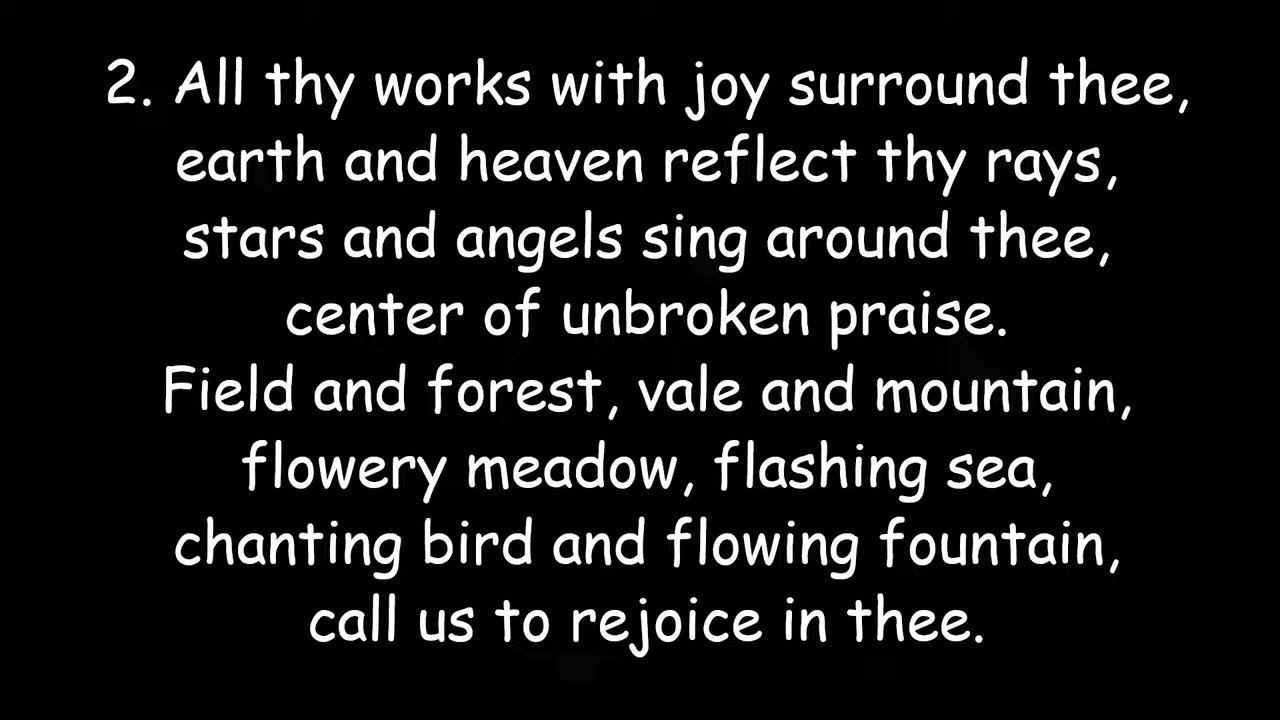 2. All thy works with joy surround thee,
earth and heaven reflect thy rays,
stars and angels sing around thee,
center of unbroken praise.
Field and forest, vale and mountain,
flowery meadow, flashing sea,
chanting bird and flowing fountain,
call us to rejoice in thee.